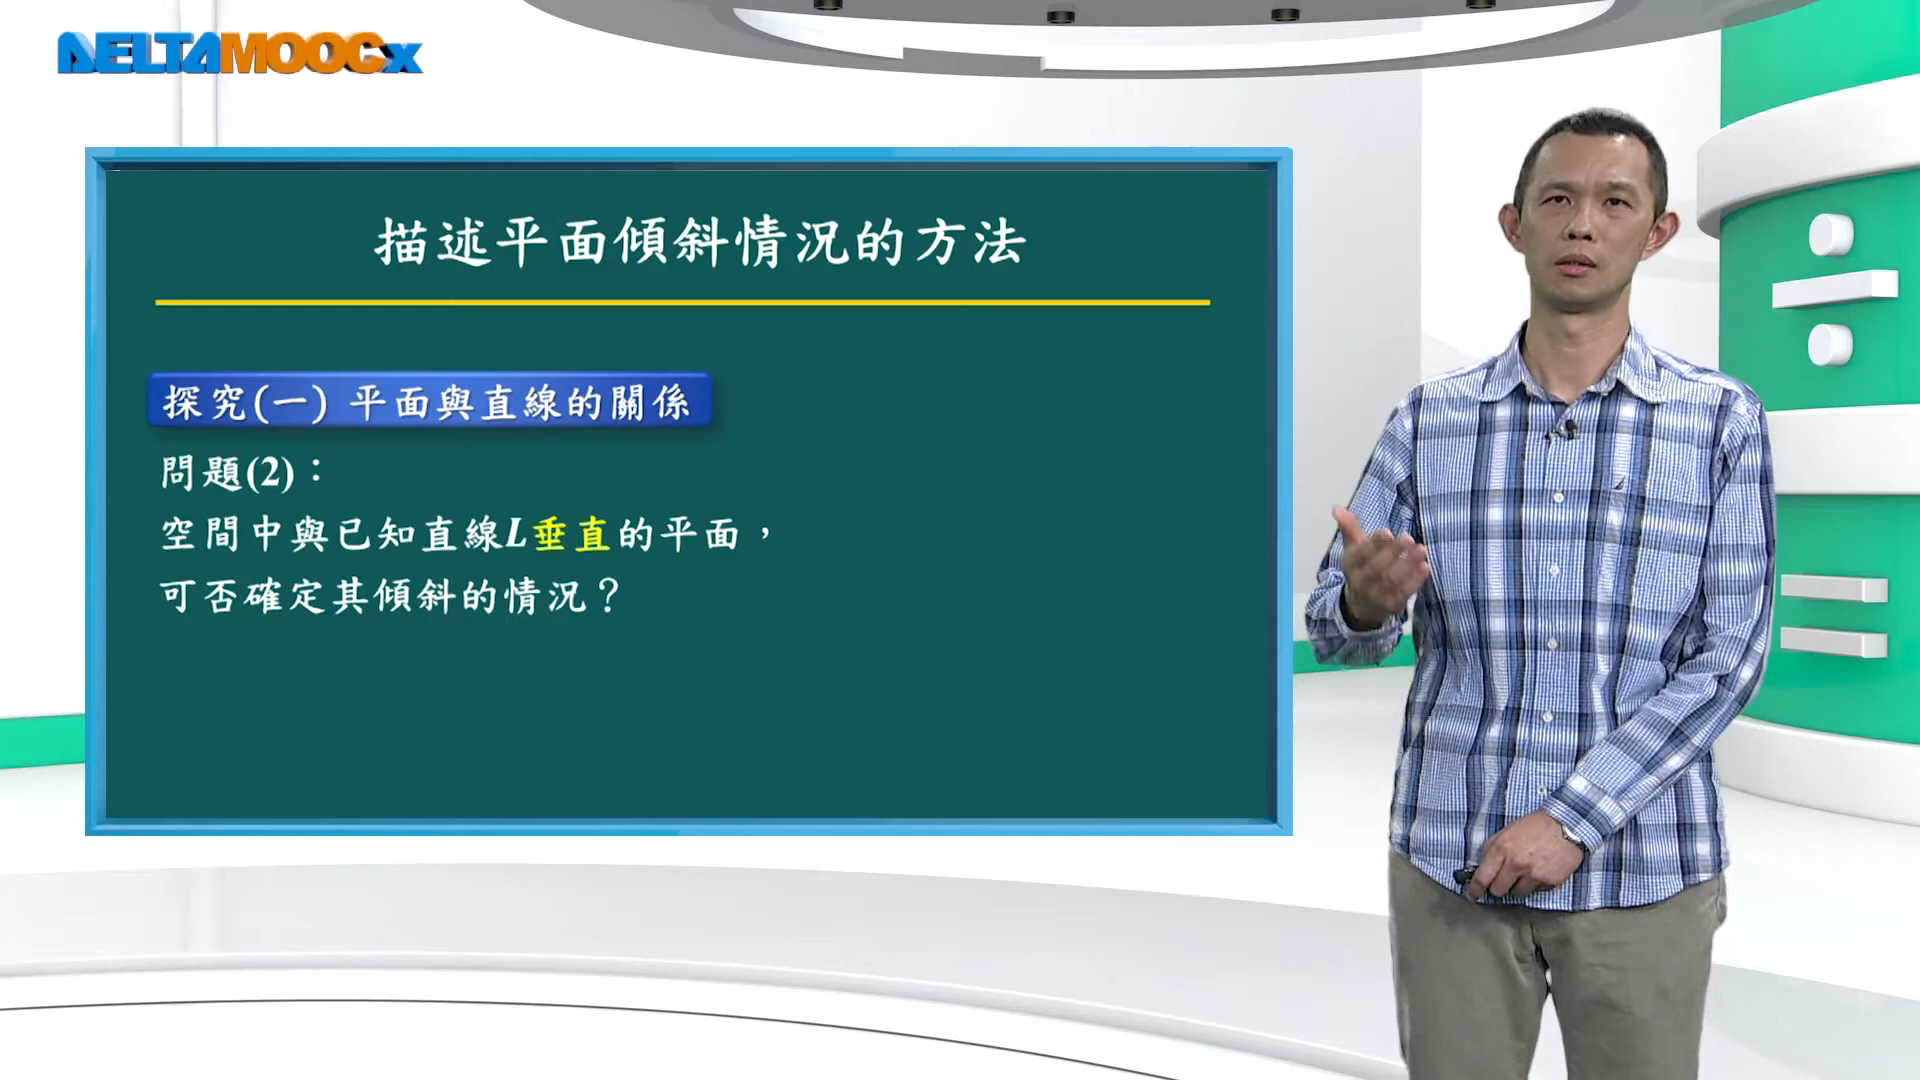 DELTAMOOCx
描述平面傾斜情況的方法
探究(一) 平面與直線的關係
問題(2)：
空間中與已知直線L垂直的平面，
可否確定其傾斜的情況？